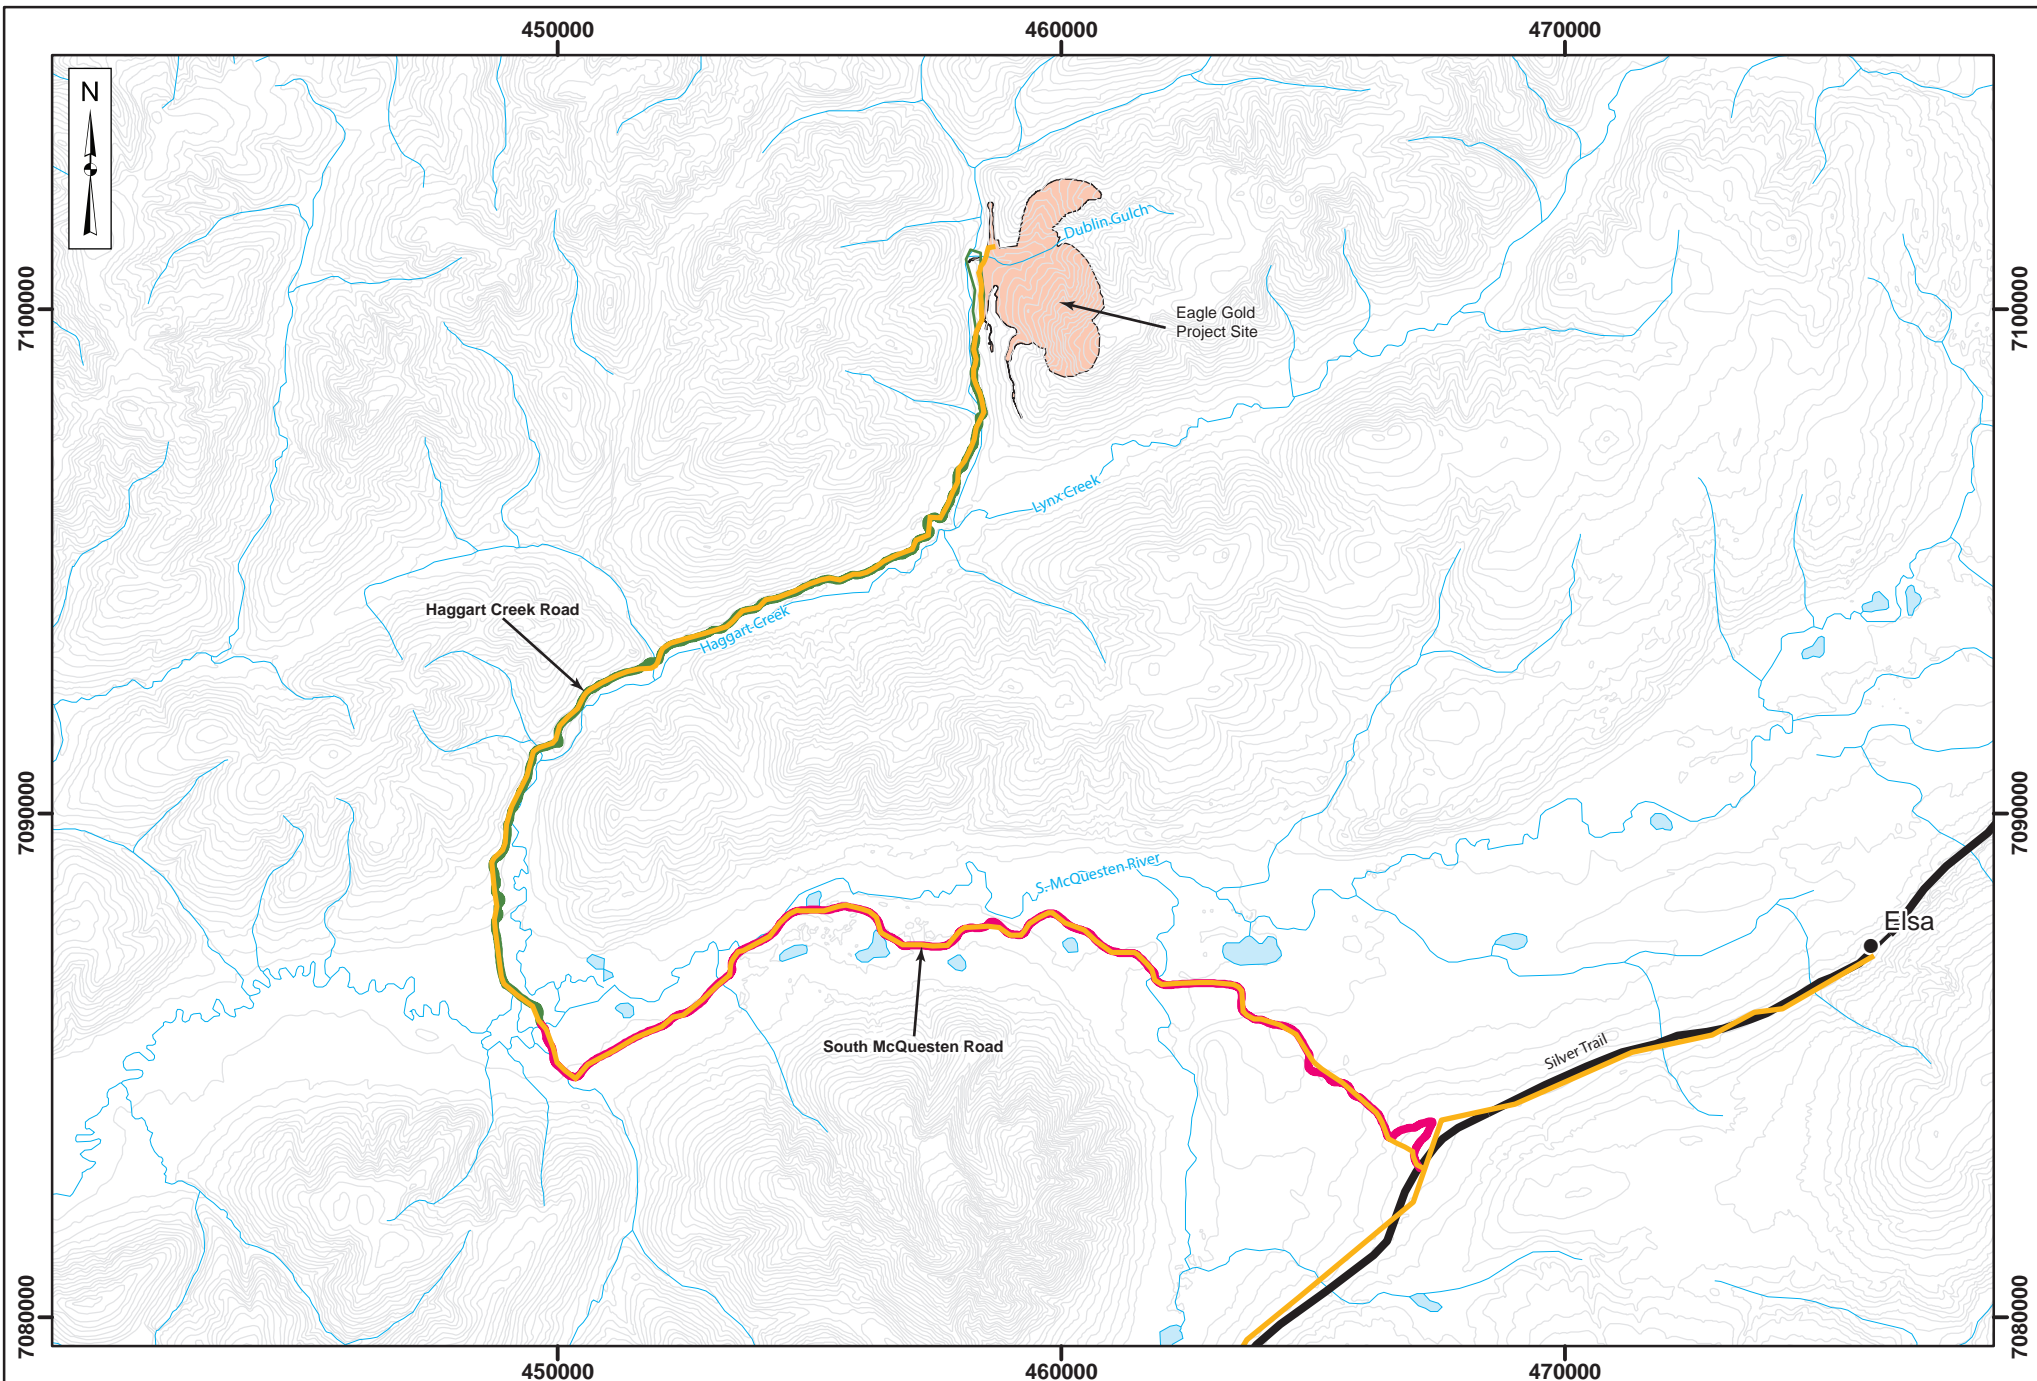 450000
460000
470000
N
Dublin Gulch
7100000
7100000
Eagle Gold
Project Site
Lynx Creek
Haggart Creek Road
Haggart Creek
7090000
7090000
S. McQuesten River
Elsa
South McQuesten Road
Silver Trail
7080000
7080000
450000
460000
470000